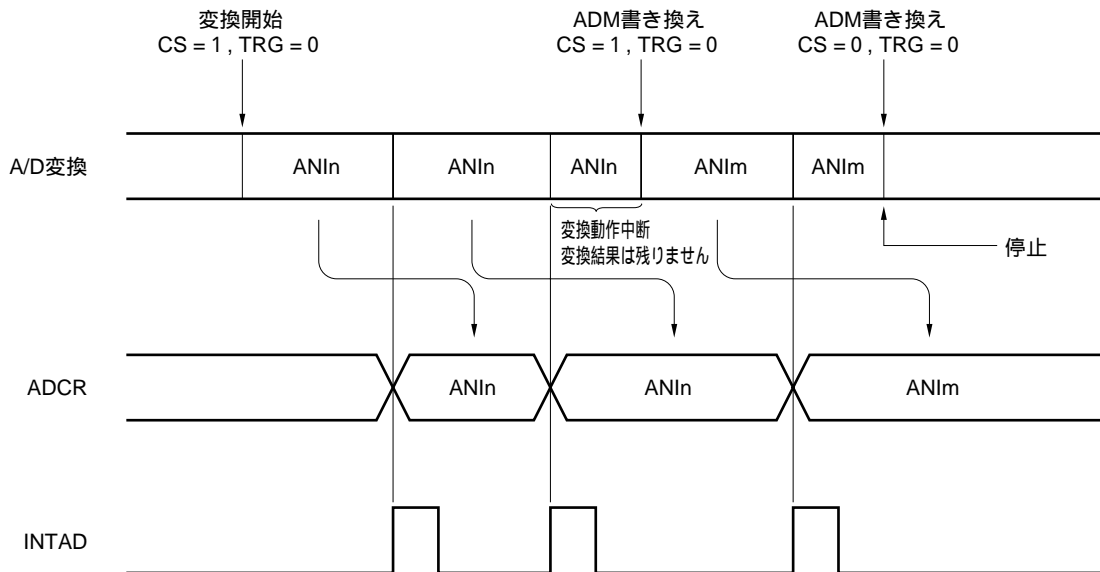 変換開始
CS = 1 , TRG = 0
ADM書き換え
CS = 1 , TRG = 0
ADM書き換え
CS = 0 , TRG = 0
A/D変換
ANIn
ANIn
ANIn
ANIm
ANIm
変換動作中断
変換結果は残りません
停止
ADCR
ANIn
ANIn
ANIm
INTAD